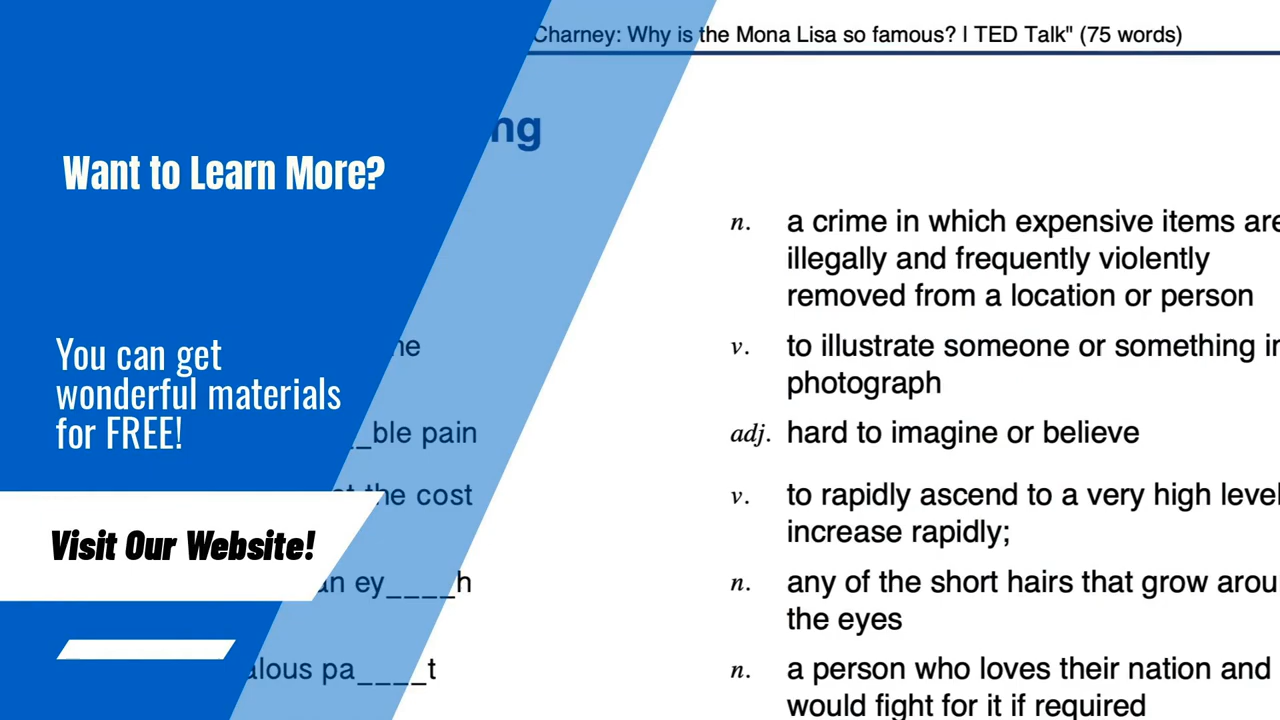 Charney: Why is the Mona Lisa so famous? | TED Talk" (75 words)
ng
Want to Learn More?
You can get
wonderful materials
for FREE!
Visit Our Website!
ne
_ble pain
the cost
an ey____h
alous pa____t
n. a crime in which expensive items are
illegally and frequently violently
removed from a location or person
v. to illustrate someone or something in
photograph
adj. hard to imagine or believe
v. to rapidly ascend to a very high level
increase rapidly;
n. any of the short hairs that grow arou
the eyes
n. a person who loves their nation and
would fight for it if required